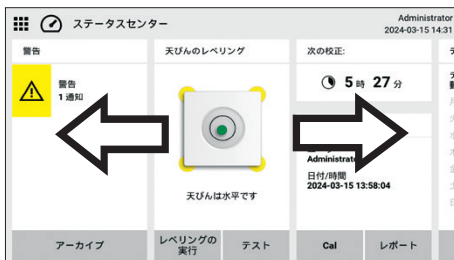 ステータスセンター
Administrator
2024-03-15 14:31
警告
警告
1 通知
アーカイブ
天びんのレベリング
天びんは水平です
レベリングの
実行
テスト
次の校正:
5 時 27 分
Administrato
日付/時間
2024-03-15 13:58:04
Cal
レポート